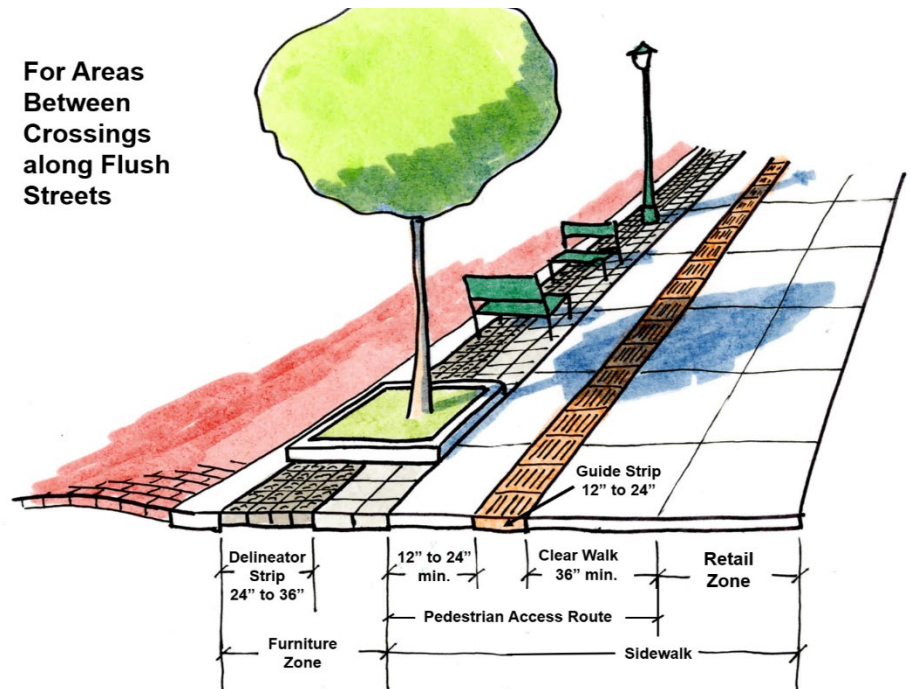 For Areas
Between
Crossings
along Flush
Streets
Guide Strip
12” to 24”
Delineator
Strip
24” to 36”
12” to 24”
min.
Clear Walk
36” min.
Retail
Zone
Pedestrian Access Route
Furniture
Zone
Sidewalk